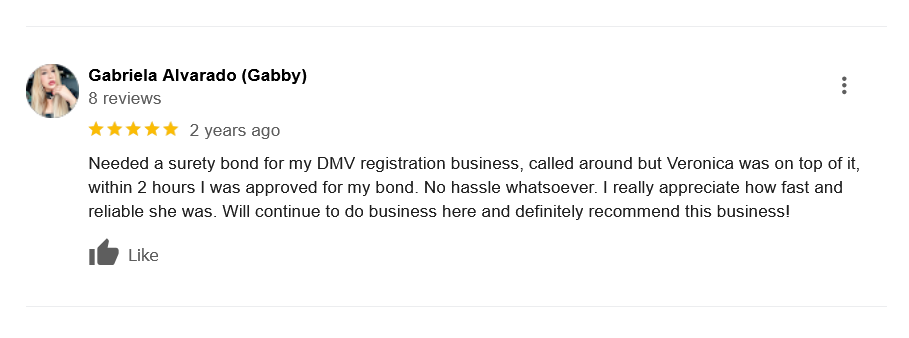 Gabriela Alvarado (Gabby)
8 reviews
2 years ago
Needed a surety bond for my DMV registration business, called around but Veronica was on top of it,
within 2 hours I was approved for my bond. No hassle whatsoever. I really appreciate how fast and
reliable she was. Will continue to do business here and definitely recommend this business!
Like